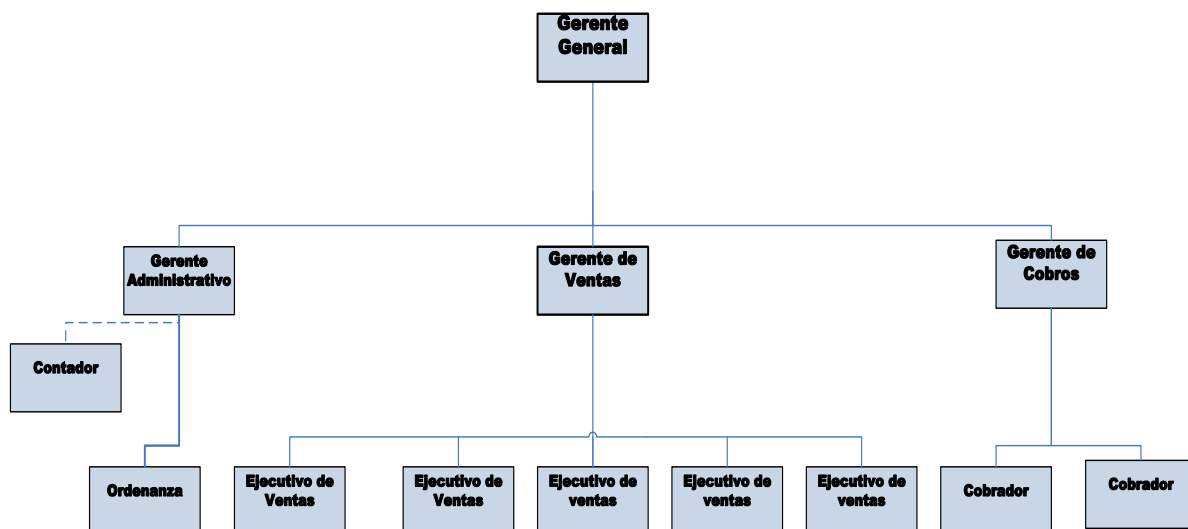 Gerente
General
Gerente
Administrativo
Gerente de
Ventas
Gerente de
Cobros
Contador
Ordenanza
Ejecutivo de
Ventas
Ejecutivo de
Ventas
Ejecutivo de
ventas
Ejecutivo de
ventas
Ejecutivo de
ventas
Cobrador
Cobrador